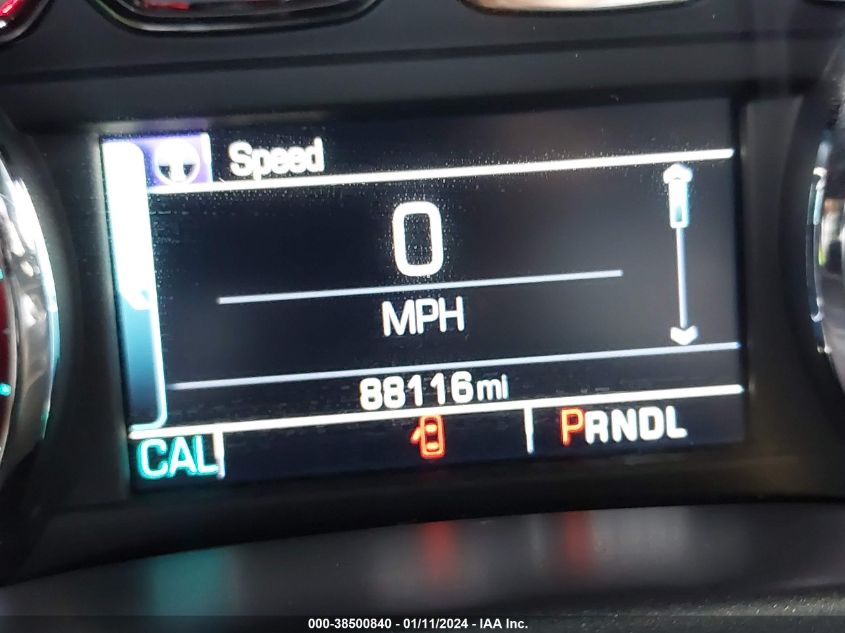 Speed
0
MPH
88116mi
CAL
PRNDL
000-38500840 - 01/11/2024 - IAA Inc.